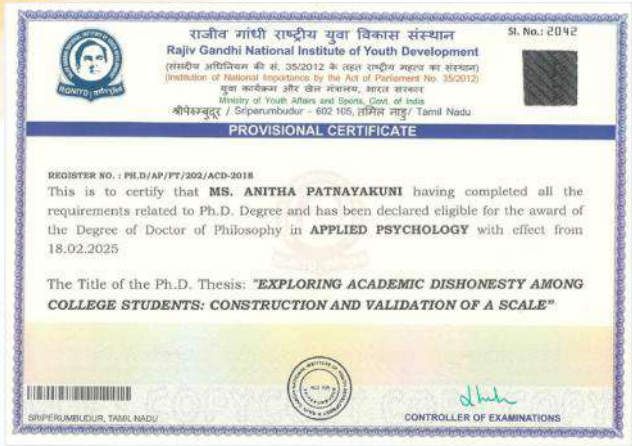 राजीव गांधी राष्ट्रीय युवा विकास संस्थान
Sl. No.: 2042
Rajiv Gandhi National Institute of Youth Development
(संसदीय अधिनियम की सं. 35/2012 के तहत राष्ट्रीय महत्व का संस्थान)
(Institution of National Importance by the Act of Parliament No. 35/2012)
युवा कार्यक्रम और खेल मंत्रालय, भारत सरकार
Ministry of Youth Affairs and Sports, Govt. of India
श्रीपेरुम्बुदूर / Sriperumbudur - 602 105, तमिल नाडु/ Tamil Nadu
PROVISIONAL CERTIFICATE
REGISTER NO. : PH.D/AP/FT/202/ACD-2018
This is to certify that MS. ANITHA PATNAYAKUNI having completed all the
requirements related to Ph.D. Degree and has been declared eligible for the award of
the Degree of Doctor of Philosophy in APPLIED PSYCHOLOGY with effect from
18.02.2025
The Title of the Ph.D. Thesis: "EXPLORING ACADEMIC DISHONESTY AMONG
COLLEGE STUDENTS: CONSTRUCTION AND VALIDATION OF A SCALE"
SRIPERUMBUDUR, TAMIL NADU
CONTROLLER OF EXAMINATIONS